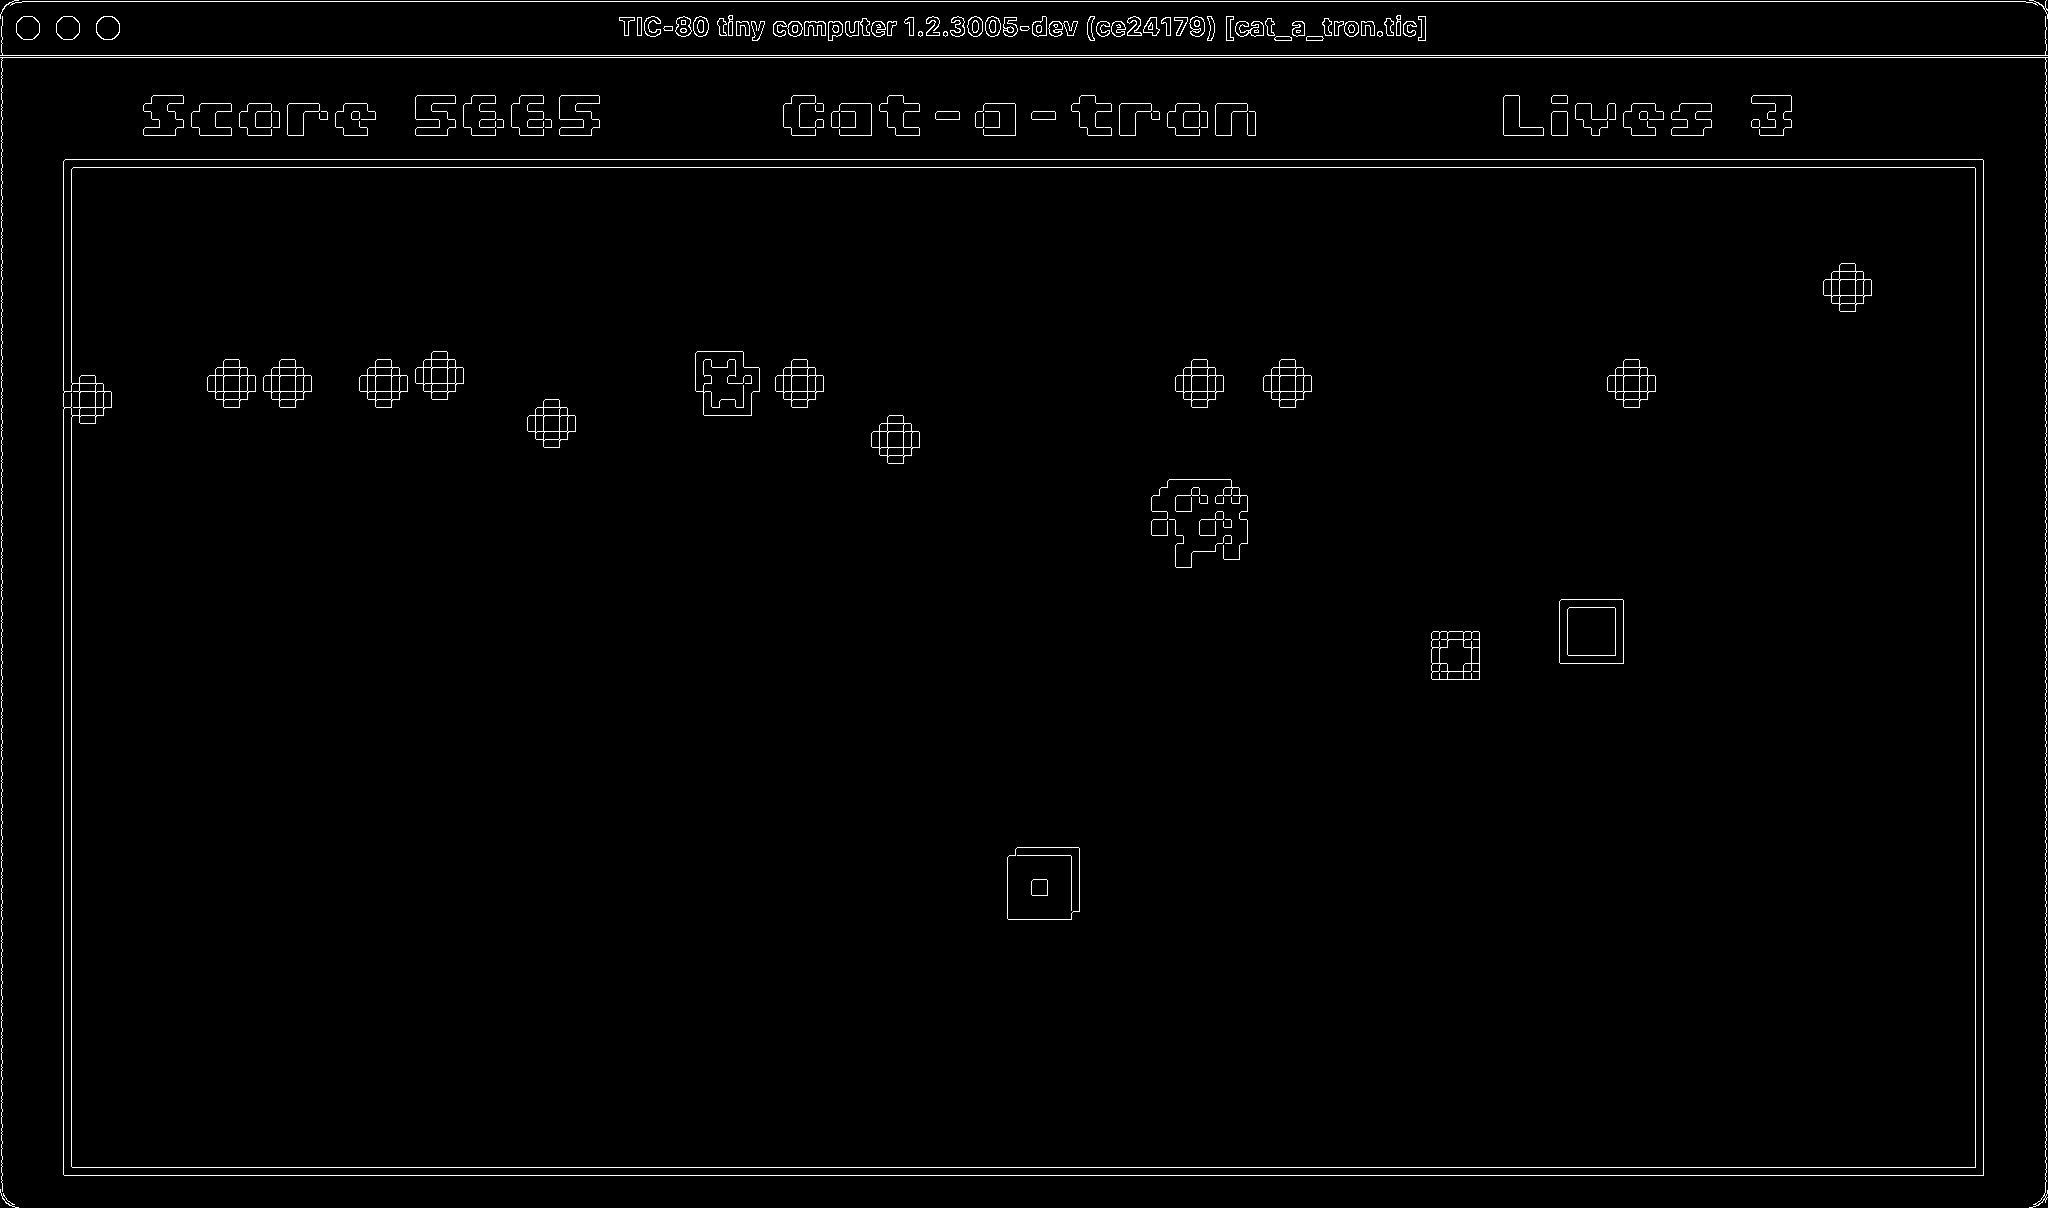 TIC-80 tiny computer 1.2.3005-dev (ce24179) [cat_a_tron.tic]
Score 5665 Cat-a-tron Lives 3